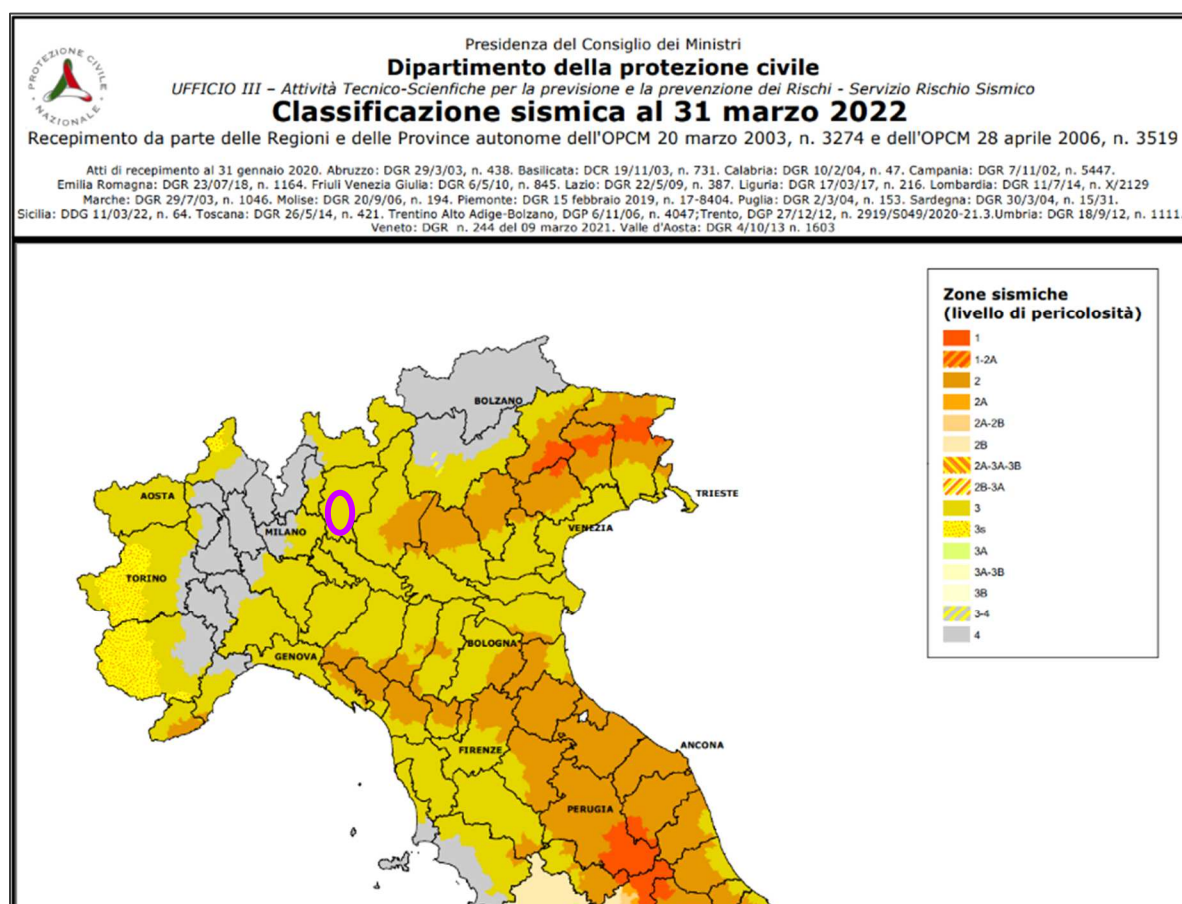 PROTEZIONE CIVILE
NAZIONALE
Presidenza del Consiglio dei Ministri
Dipartimento della protezione civile
UFFICIO III – Attività Tecnico-Scienfiche per la previsione e la prevenzione dei Rischi - Servizio Rischio Sismico
Classificazione sismica al 31 marzo 2022
Recepimento da parte delle Regioni e delle Province autonome dell'OPCM 20 marzo 2003, n. 3274 e dell'OPCM 28 aprile 2006, n. 3519
Atti di recepimento al 31 gennaio 2020. Abruzzo: DGR 29/3/03, n. 438. Basilicata: DCR 19/11/03, n. 731. Calabria: DGR 10/2/04, n. 47. Campania: DGR 7/11/02, n. 5447.
Emilia Romagna: DGR 23/07/18, n. 1164. Friuli Venezia Giulia: DGR 6/5/10, n. 845. Lazio: DGR 22/5/09, n. 387. Liguria: DGR 17/03/17, n. 216. Lombardia: DGR 11/7/14, n. X/2129
Marche: DGR 29/7/03, n. 1046. Molise: DGR 20/9/06, n. 194. Piemonte: DGR 15 febbraio 2019, n. 17-8404. Puglia: DGR 2/3/04, n. 153. Sardegna: DGR 30/3/04, n. 15/31.
Sicilia: DDG 11/03/22, n. 64. Toscana: DGR 26/5/14, n. 421. Trentino Alto Adige-Bolzano, DGP 6/11/06, n. 4047;Trento, DGP 27/12/12, n. 2919/S049/2020-21.3.Umbria: DGR 18/9/12, n. 1111.
Veneto: DGR n. 244 del 09 marzo 2021. Valle d'Aosta: DGR 4/10/13 n. 1603
Zone sismiche
(livello di pericolosità)
1
1-2A
2
2A
2A-2B
2B
2A-3A-3B
2B-3A
3
3s
3A
3A-3B
3B
3-4
4
BOLZANO
AOSTA
TRIESTE
MILANO
VENEZIA
TORINO
BOLOGNA
GENOVA
FIRENZE
ANCONA
PERUGIA